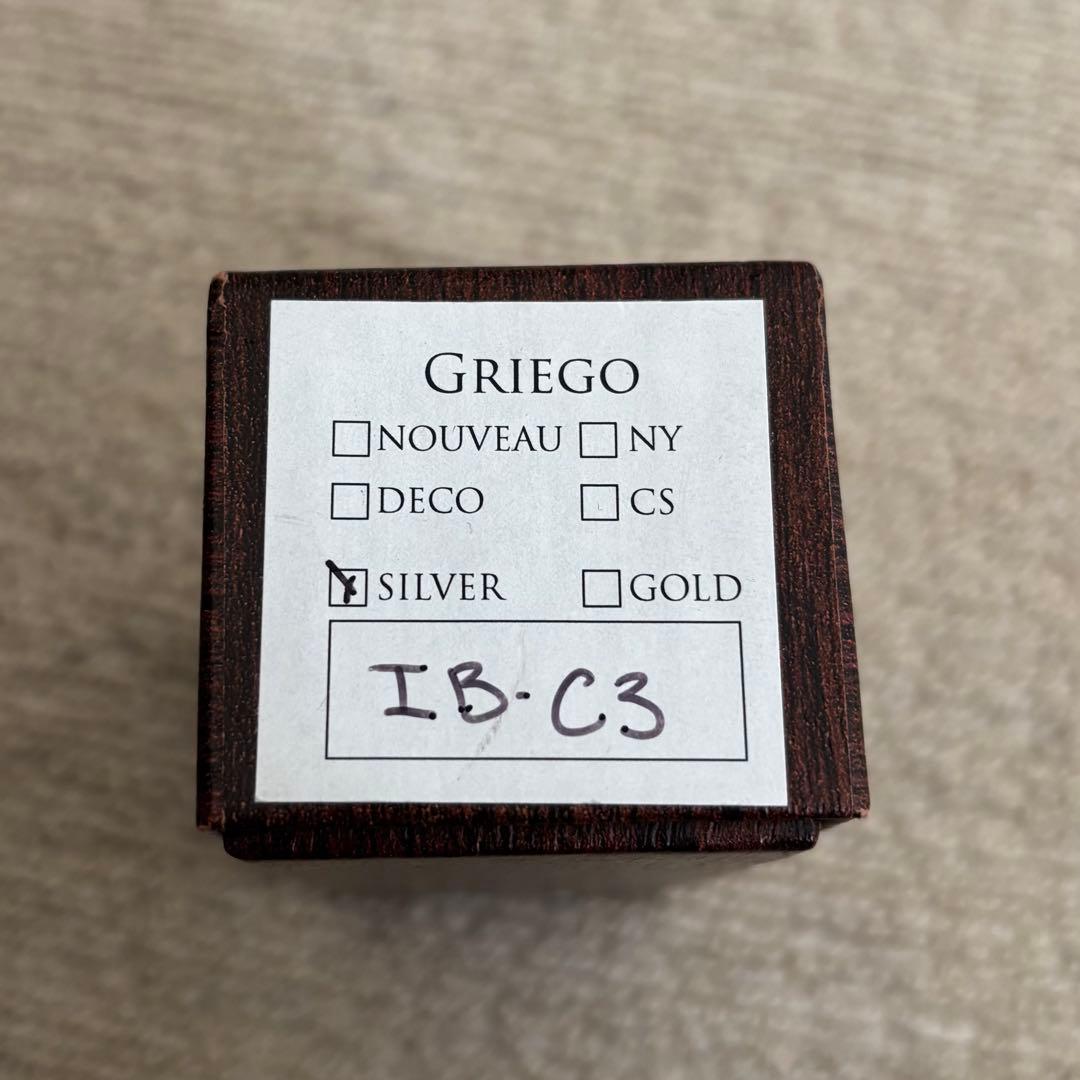 GRIEGO
☐ NOUVEAU ☐ NY
☐ DECO ☐ CS
☒ SILVER ☐ GOLD
IB-C3